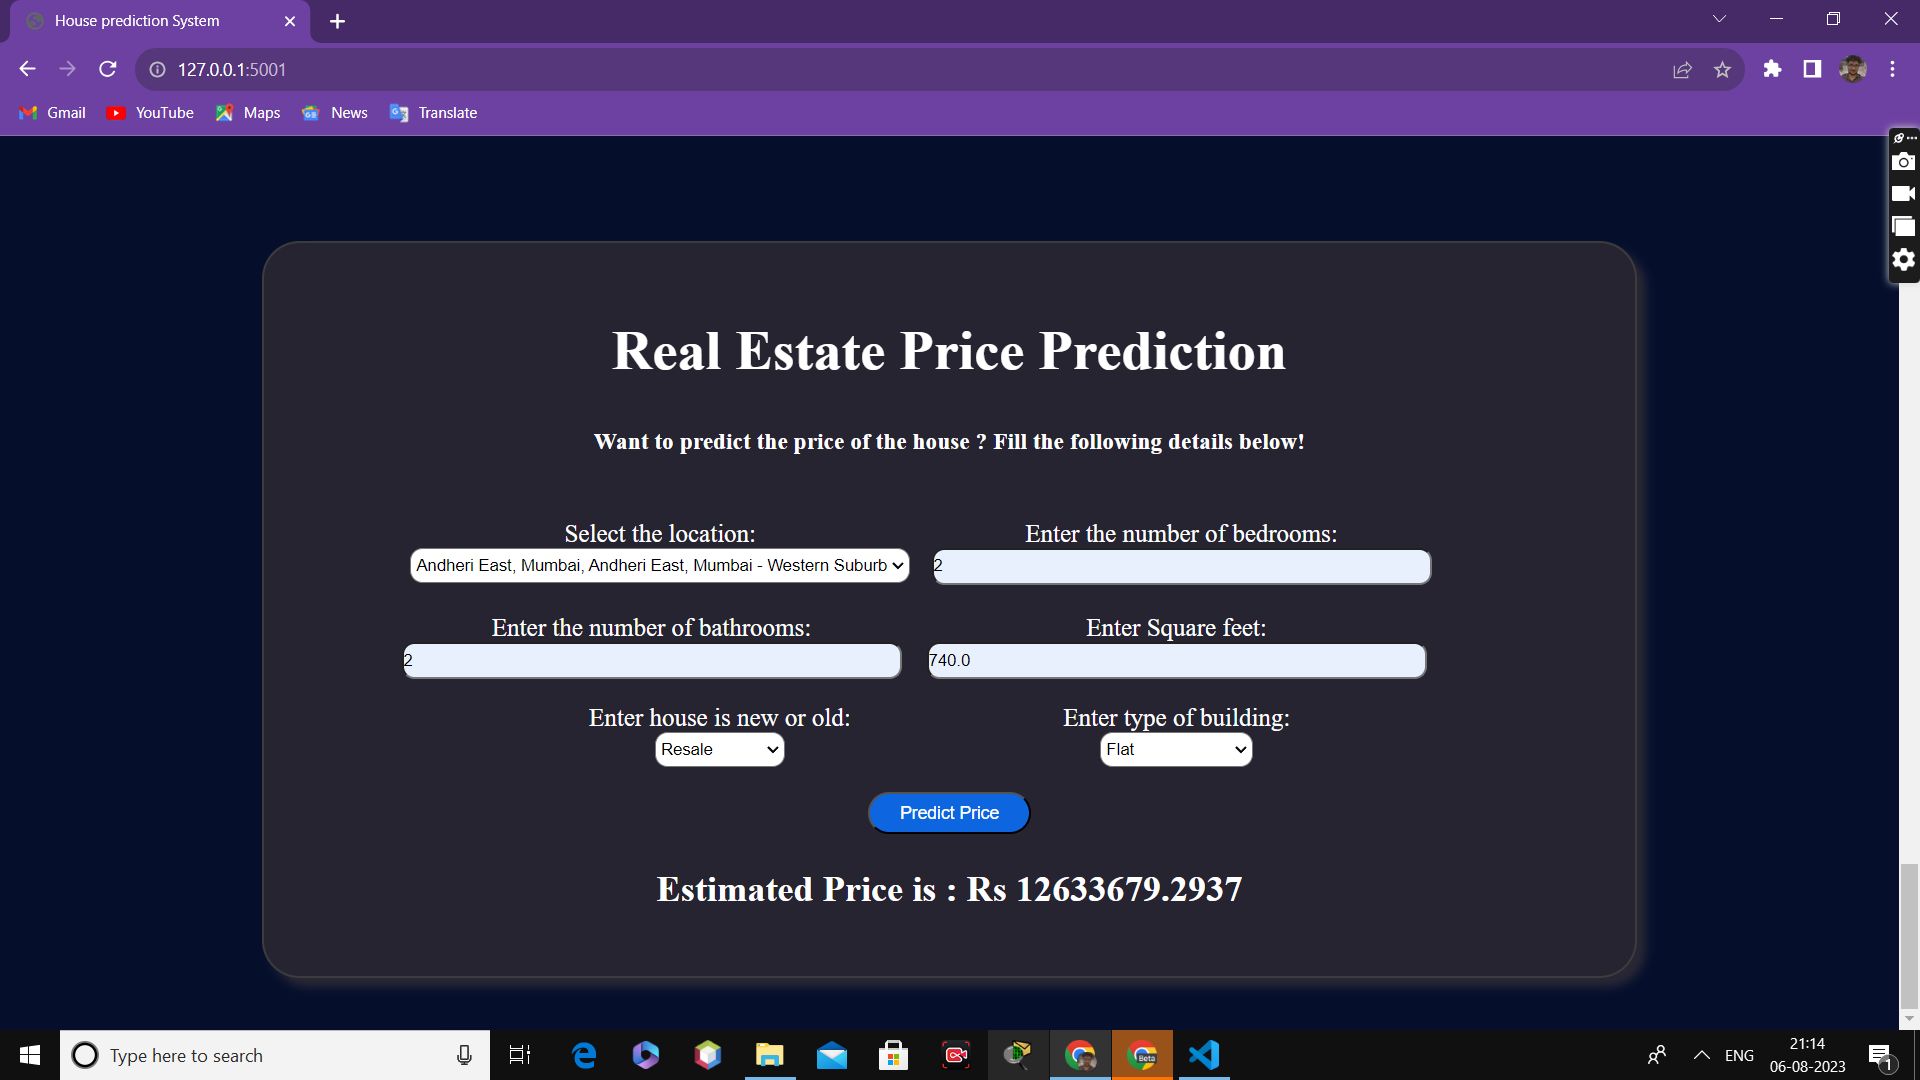 House prediction System
127.0.0.1:5001
Gmail YouTube Maps News Translate
Real Estate Price Prediction
Want to predict the price of the house ? Fill the following details below!
Select the location: Enter the number of bedrooms:
Andheri East, Mumbai, Andheri East, Mumbai - Western Suburb 2
Enter the number of bathrooms: Enter Square feet:
2 740.0
Enter house is new or old: Enter type of building:
Resale Flat
Predict Price
Estimated Price is : Rs 12633679.2937
Type here to search Beta ENG 21:14
06-08-2023 1